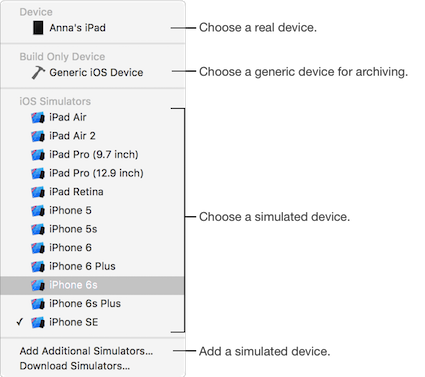 Device
Anna's iPad
Choose a real device.
Build Only Device
Generic iOS Device
Choose a generic device for archiving.
iOS Simulators
iPad Air
iPad Air 2
iPad Pro (9.7 inch)
iPad Pro (12.9 inch)
iPad Retina
iPhone 5
iPhone 5s
Choose a simulated device.
iPhone 6
iPhone 6 Plus
iPhone 6s
iPhone 6s Plus
✓ iPhone SE
Add Additional Simulators...
Add a simulated device.
Download Simulators...